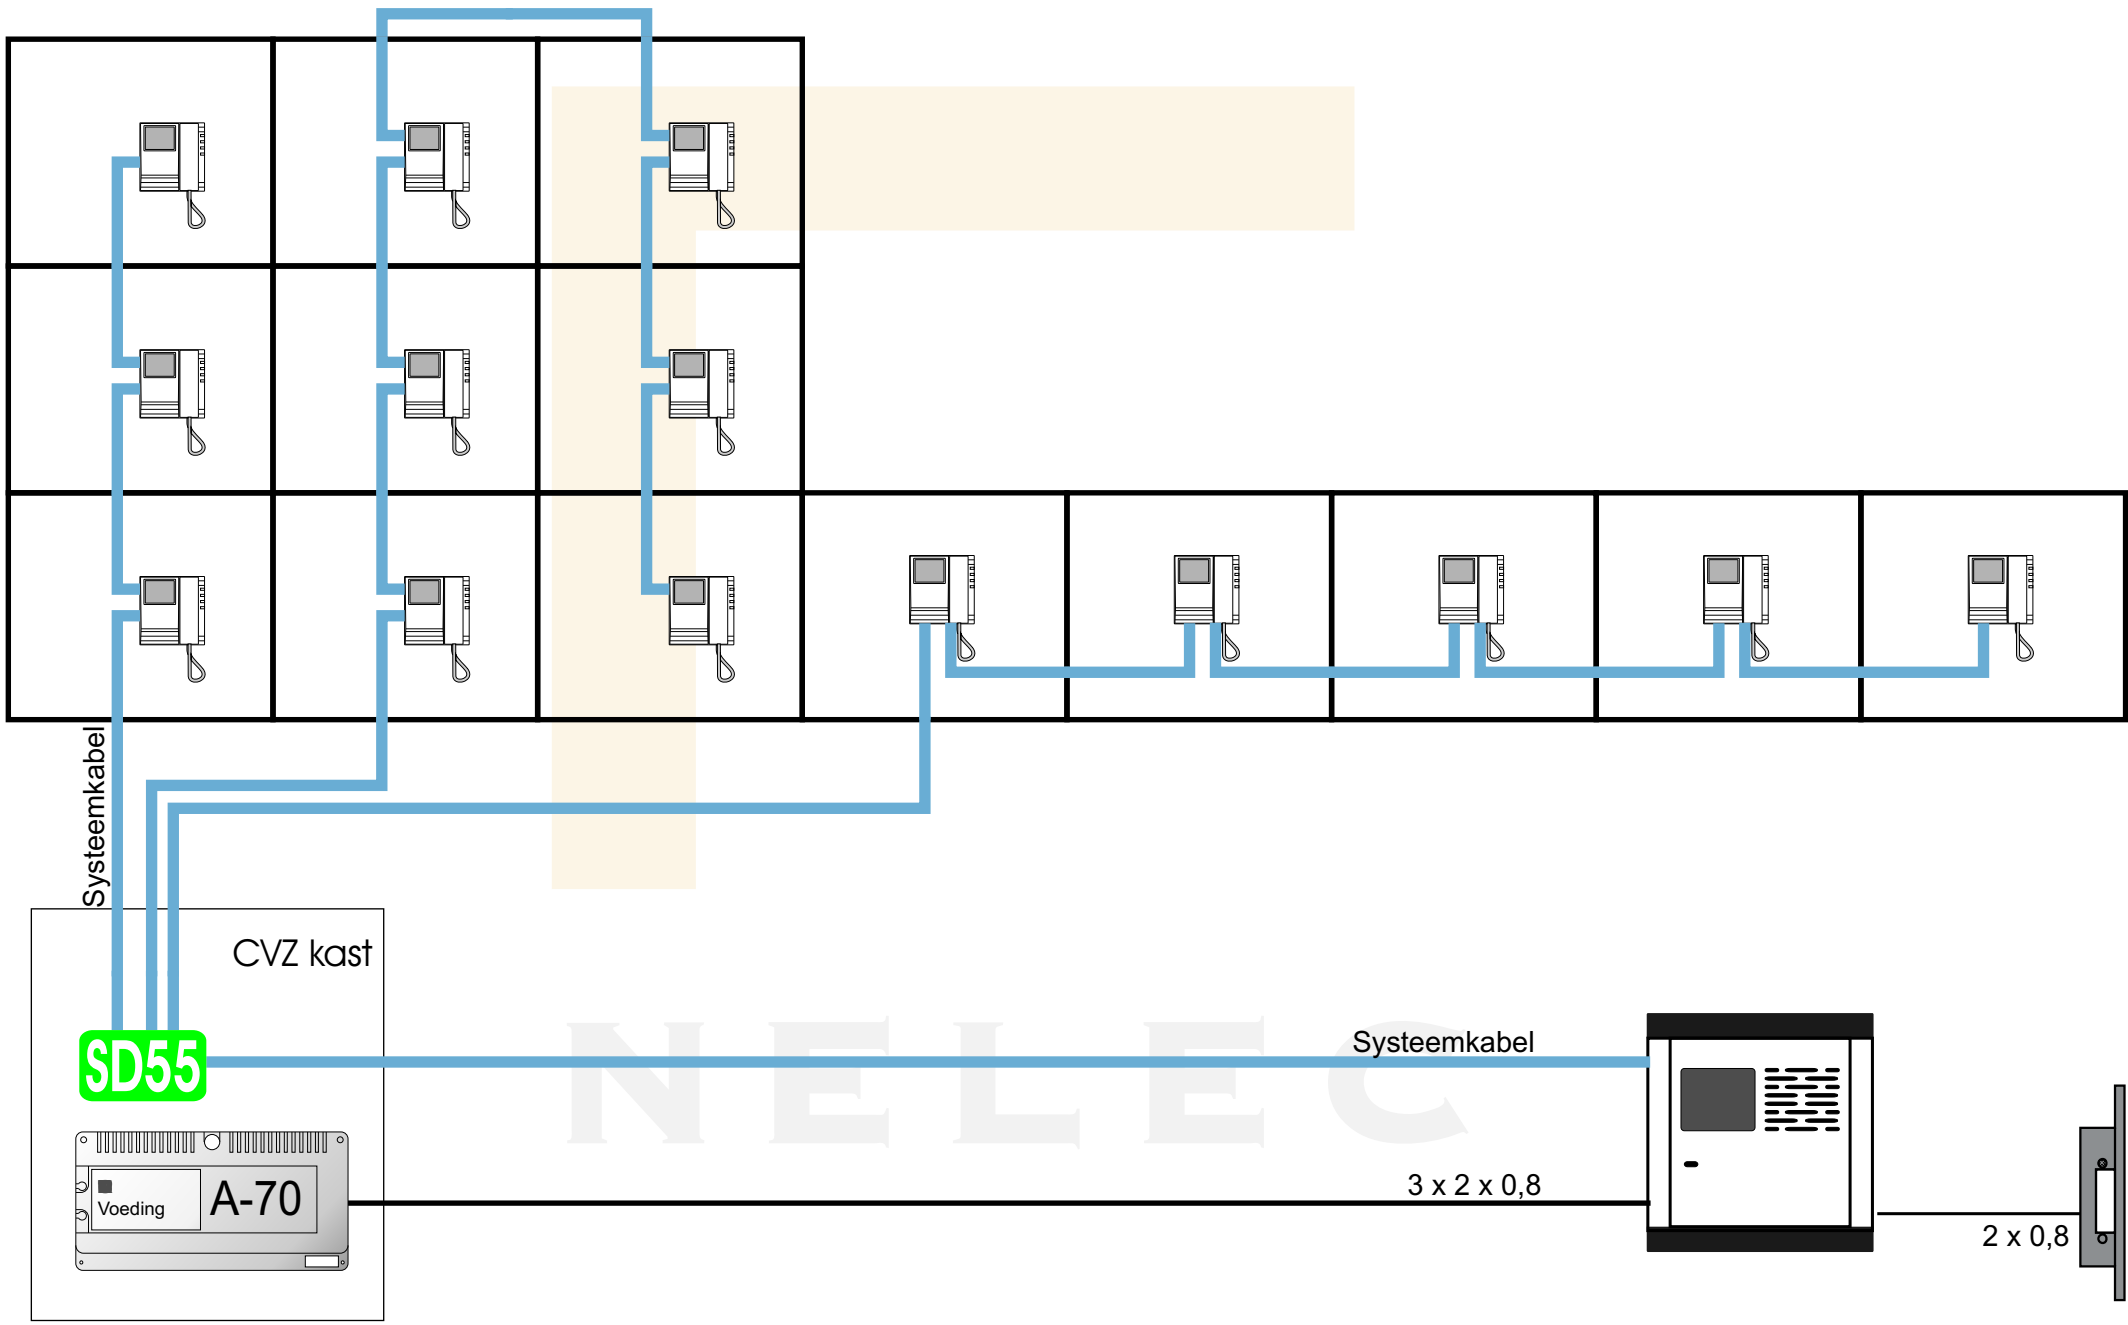 Systeemkabel
CVZ kast
SD55
Systeemkabel
NELEC
Voeding
A-70
3 x 2 x 0,8
2 x 0,8